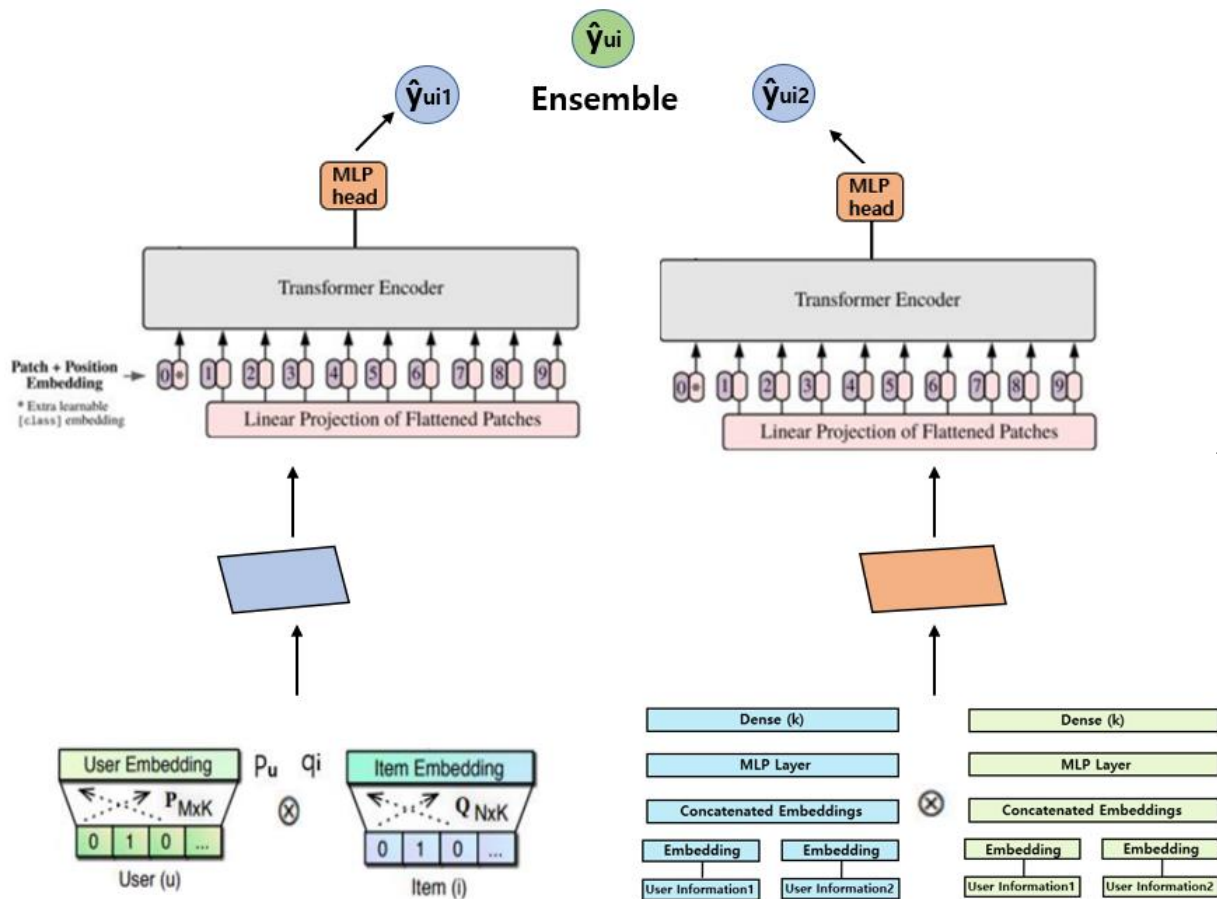 ŷui
ŷui1
Ensemble
ŷui2
MLP
head
Transformer Encoder
Patch + Position
Embedding
* Extra learnable
[class] embedding
0 * 1 2 3 4 5 6 7 8 9
Linear Projection of Flattened Patches
MLP
head
Transformer Encoder
0 * 1 2 3 4 5 6 7 8 9
Linear Projection of Flattened Patches
User Embedding
pu qi
Item Embedding
PMxK
⊗
QNxK
0 1 0 ...
0 1 0 ...
User (u)
Item (i)
Dense (k)
MLP Layer
Concatenated Embeddings
Embedding
Embedding
User Information1
User Information2
⊗
Dense (k)
MLP Layer
Concatenated Embeddings
Embedding
Embedding
User Information1
User Information2